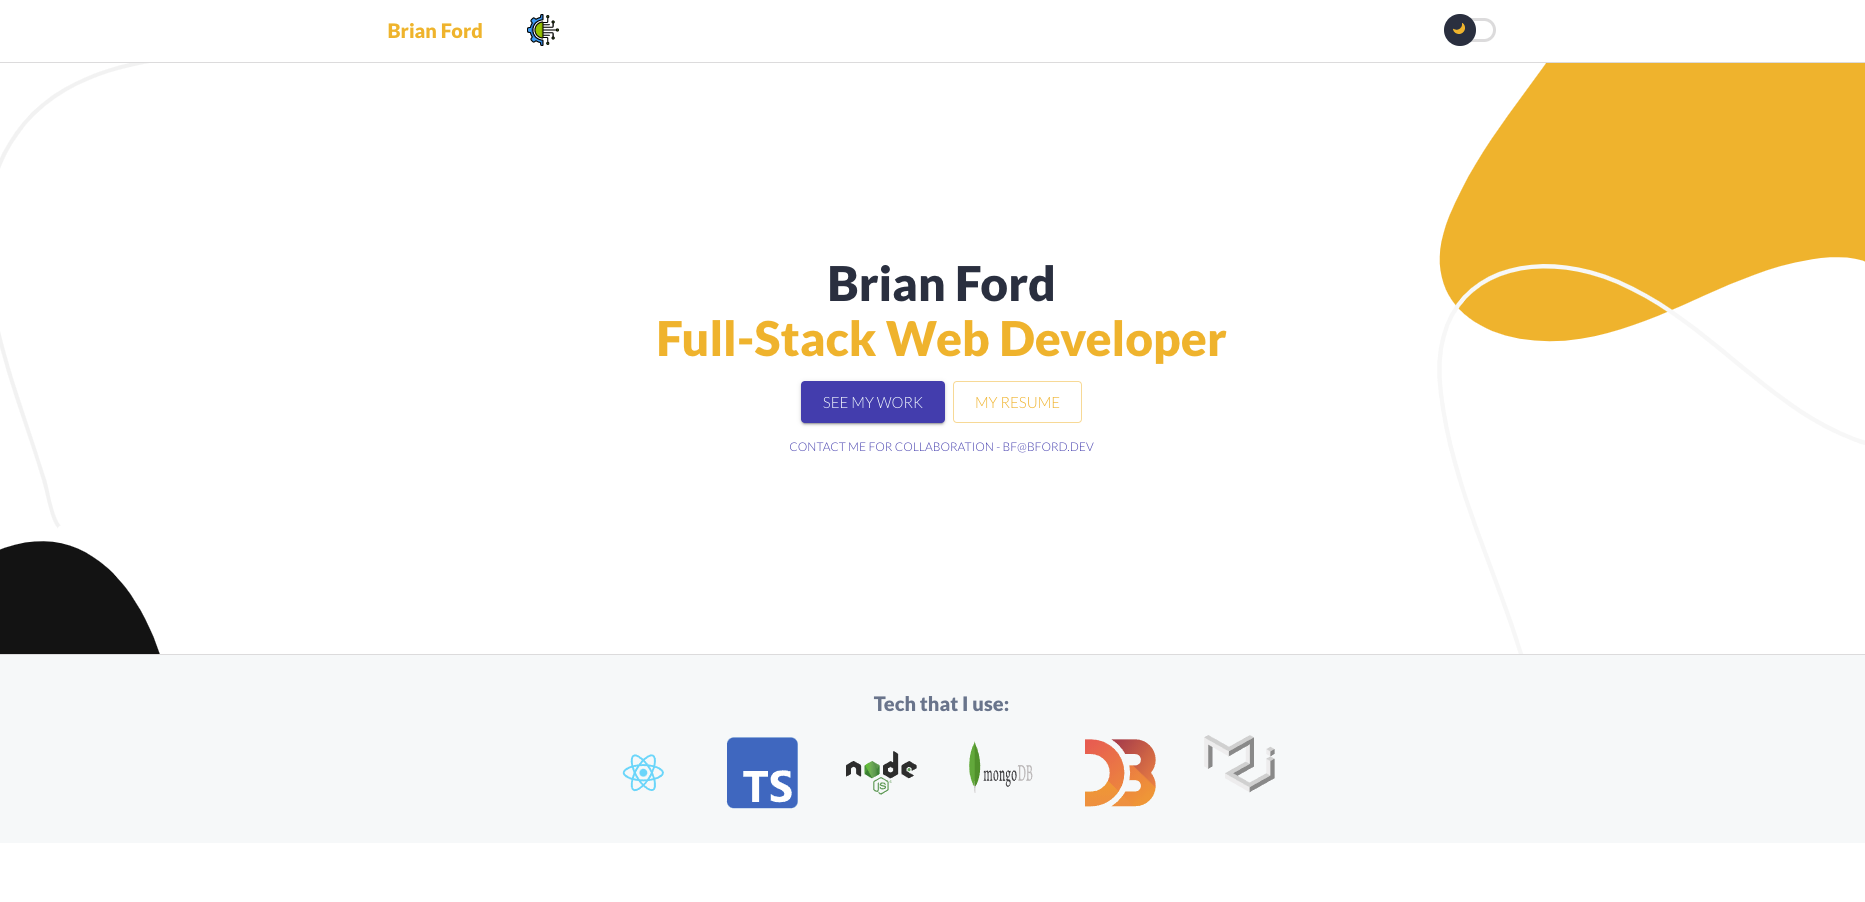 Brian Ford
Brian Ford
Full-Stack Web Developer
SEE MY WORK
MY RESUME
CONTACT ME FOR COLLABORATION - BF@BFORD.DEV
Tech that I use:
TS
node
JS
mongoDB